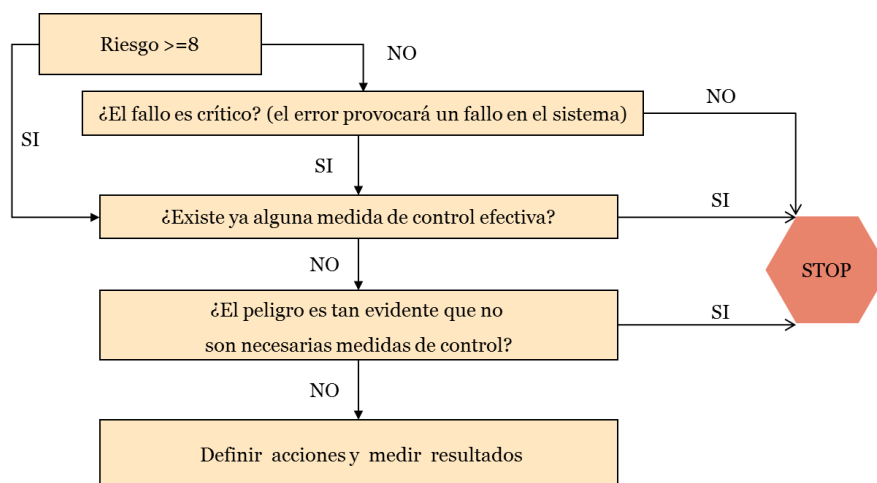 Riesgo >=8
NO
¿El fallo es crítico? (el error provocará un fallo en el sistema)
NO
SI
SI
¿Existe ya alguna medida de control efectiva?
SI
NO
STOP
¿El peligro es tan evidente que no
son necesarias medidas de control?
SI
NO
Definir acciones y medir resultados